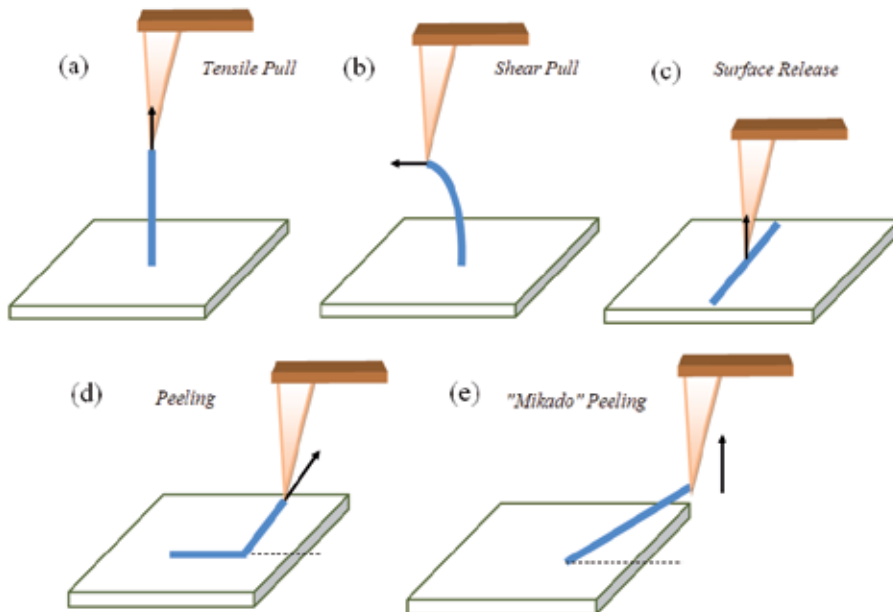 (a) Tensile Pull
(b) Shear Pull
(c) Surface Release
(d) Peeling
(e) "Mikado" Peeling